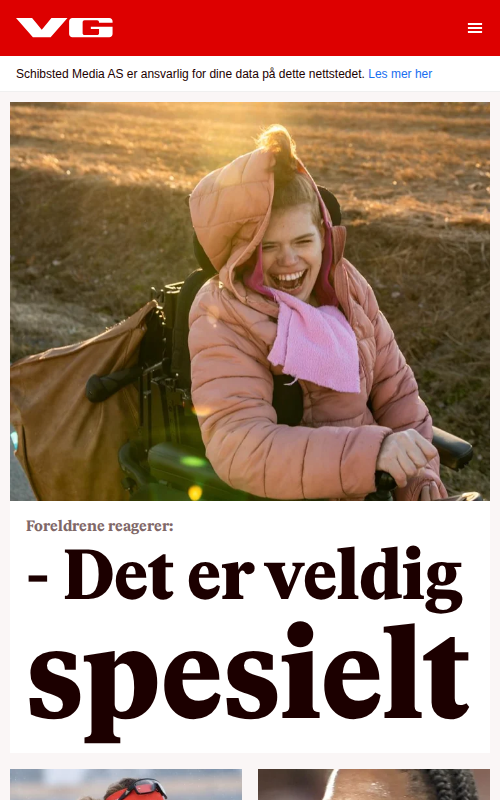 VG
Schibsted Media AS er ansvarlig for dine data på dette nettstedet. Les mer her
Foreldrene reagerer:
- Det er veldig
spesielt